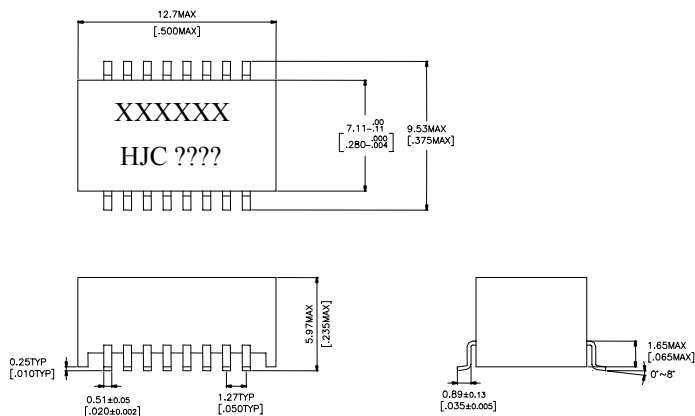 12.7MAX
[.500MAX]
XXXXXX
HJC ????
7.11-.00
-.11
[.280-.000
-.004]
9.53MAX
[.375MAX]
5.97MAX
[.235MAX]
0.25TYP
[.010TYP]
0.51±0.05
[.020±0.002]
1.27TYP
[.050TYP]
1.65MAX
[.065MAX]
0°~8°
0.89±0.13
[.035±0.005]